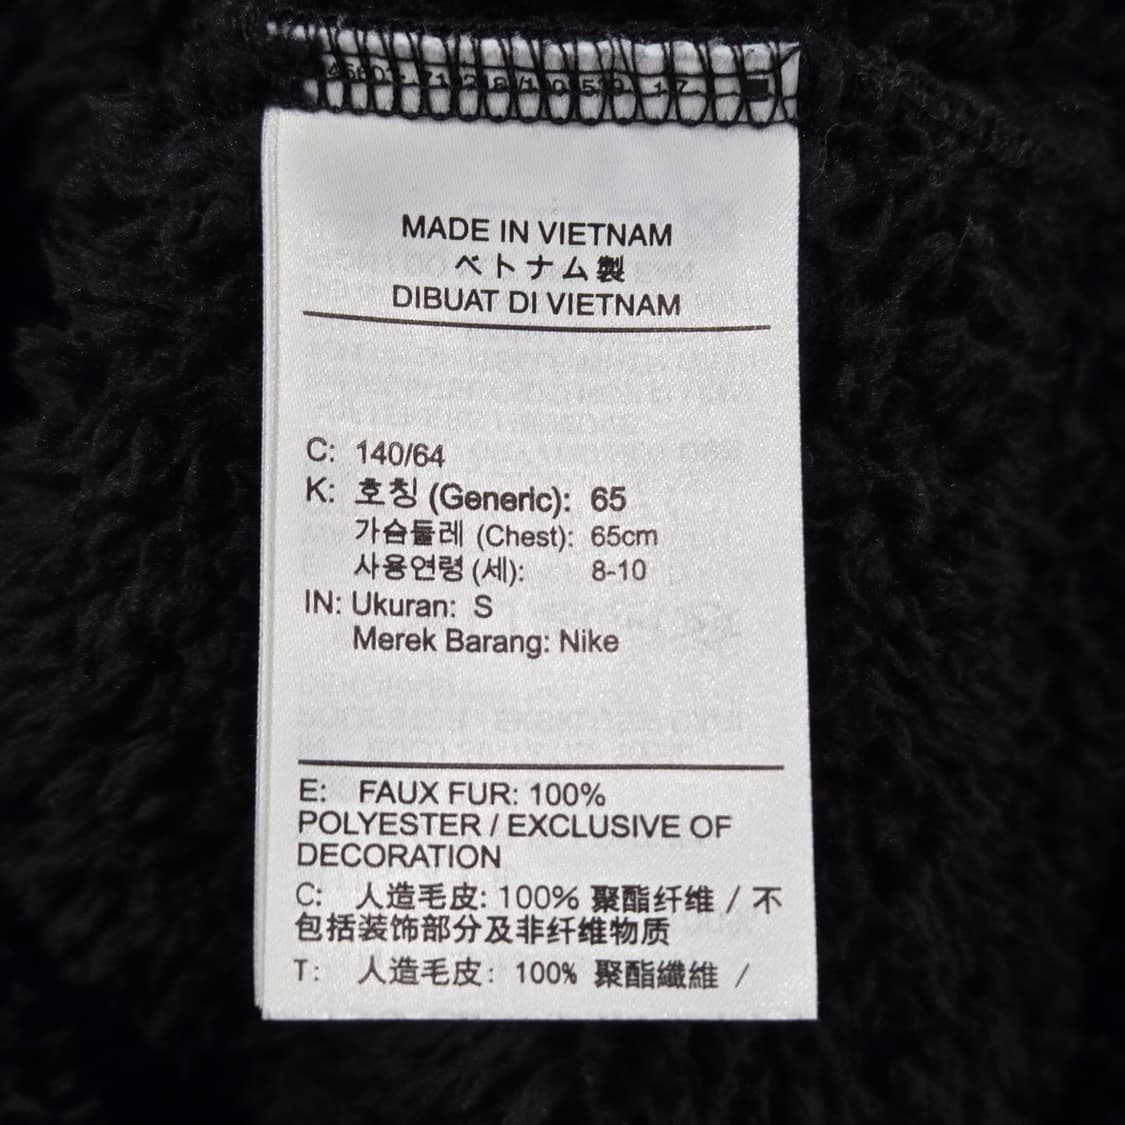 MADE IN VIETNAM
ベトナム製
DIBUAT DI VIETNAM
C: 140/64
K: 호칭 (Generic): 65
가슴둘레 (Chest): 65cm
사용연령 (세): 8-10
IN: Ukuran: S
Merek Barang: Nike
E: FAUX FUR: 100%
POLYESTER / EXCLUSIVE OF
DECORATION
C: 人造毛皮: 100% 聚酯纤维 / 不
包括装饰部分及非纤维物质
T: 人造毛皮: 100% 聚酯纖維 /